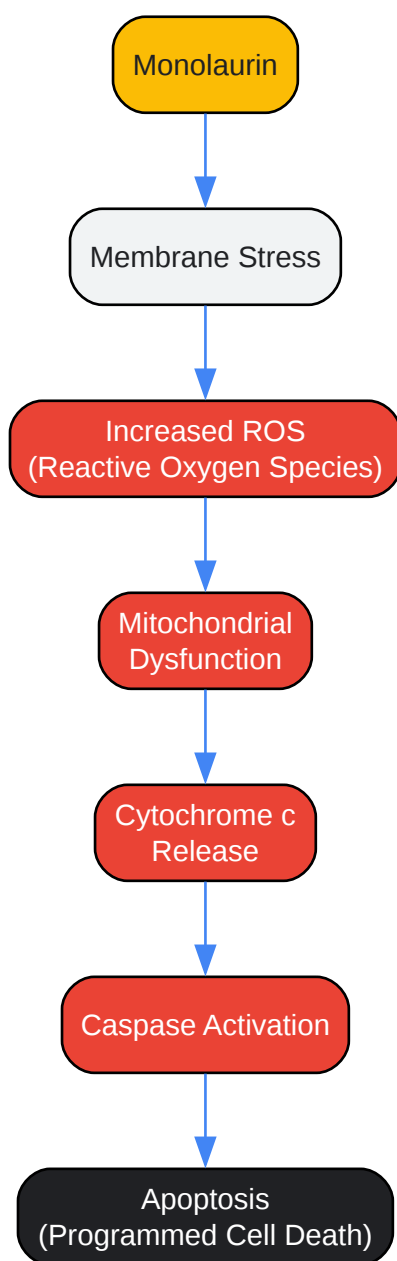 Monolaurin
Membrane Stress
Increased ROS
(Reactive Oxygen Species)
Mitochondrial
Dysfunction
Cytochrome c
Release
Caspase Activation
Apoptosis
(Programmed Cell Death)